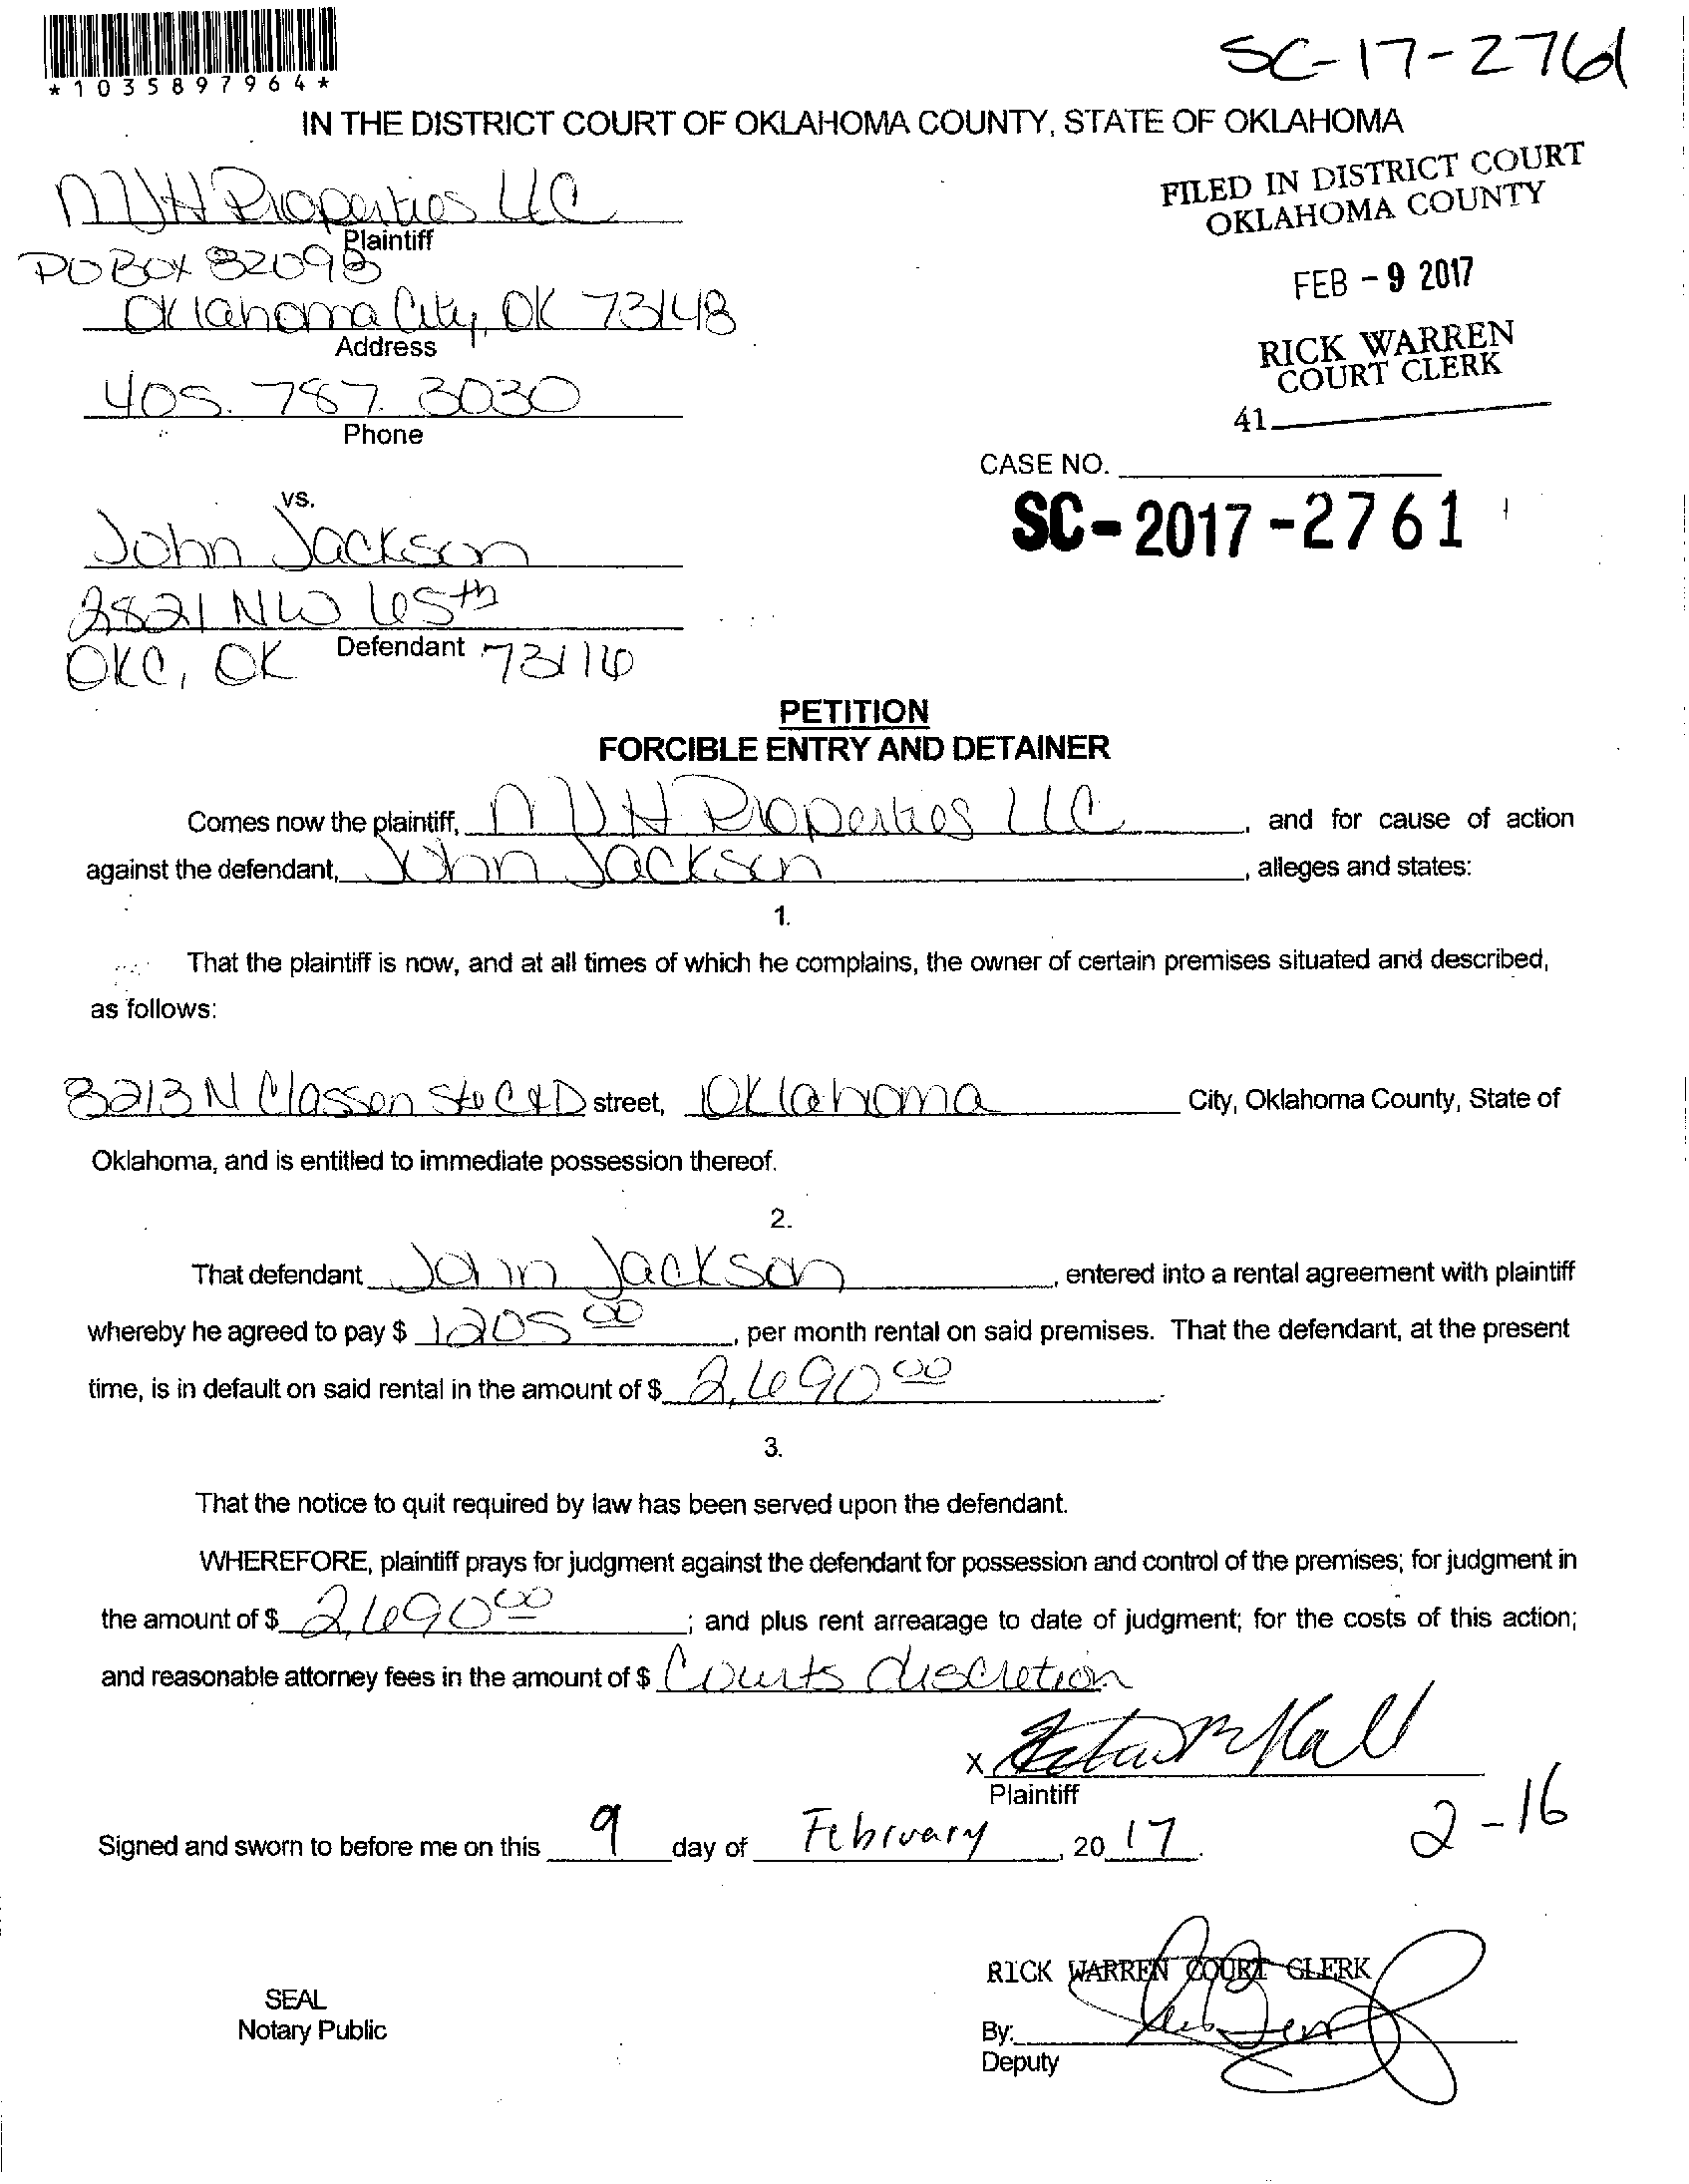 *1035897964*
SC-17-2761
IN THE DISTRICT COURT OF OKLAHOMA COUNTY, STATE OF OKLAHOMA
Properties LLC
Plaintiff
PO BOX 82093
Oklahoma City, OK 73148
Address
405. 787. 3030
Phone
FILED IN DISTRICT COURT
OKLAHOMA COUNTY
FEB - 9 2017
RICK WARREN
COURT CLERK
41
CASE NO.
SC-2017-2761
vs.
John Jackson
2821 NW 65th
Defendant
OKC, OK 73116
PETITION
FORCIBLE ENTRY AND DETAINER
Comes now the plaintiff, Properties LLC, and for cause of action
against the defendant, John Jackson, alleges and states:
1.
That the plaintiff is now, and at all times of which he complains, the owner of certain premises situated and described,
as follows:
3213 N Classen Ste C&D street, Oklahoma City, Oklahoma County, State of
Oklahoma, and is entitled to immediate possession thereof.
2.
That defendant John Jackson, entered into a rental agreement with plaintiff
whereby he agreed to pay $ 1205 00, per month rental on said premises. That the defendant, at the present
time, is in default on said rental in the amount of $ 2,690 00.
3.
That the notice to quit required by law has been served upon the defendant.
WHEREFORE, plaintiff prays for judgment against the defendant for possession and control of the premises; for judgment in
the amount of $ 2,690 00; and plus rent arrearage to date of judgment; for the costs of this action;
and reasonable attorney fees in the amount of $ Courts discretion
X
Plaintiff
Signed and sworn to before me on this 9 day of February, 20 17.
2-16
RICK WARREN COURT CLERK
SEAL
Notary Public
By:
Deputy